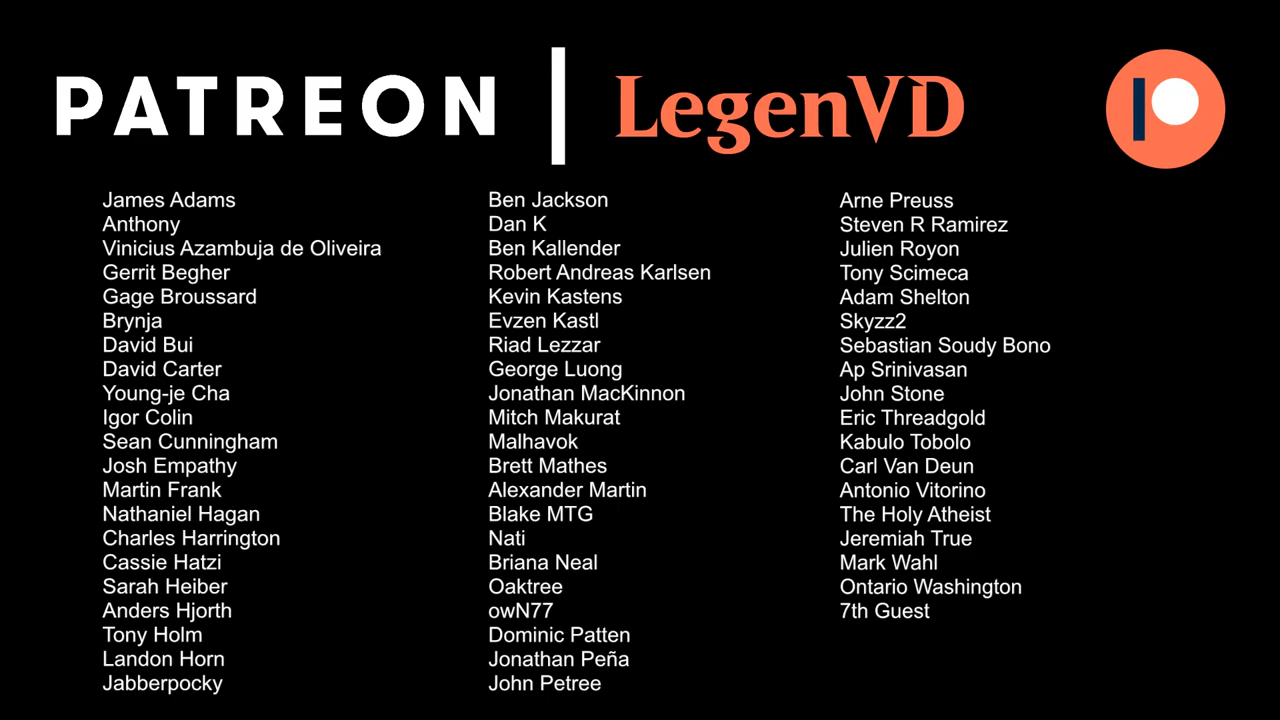 PATREON | LegenVD
James Adams
Anthony
Vinicius Azambuja de Oliveira
Gerrit Begher
Gage Broussard
Brynja
David Bui
David Carter
Young-je Cha
Igor Colin
Sean Cunningham
Josh Empathy
Martin Frank
Nathaniel Hagan
Charles Harrington
Cassie Hatzi
Sarah Heiber
Anders Hjorth
Tony Holm
Landon Horn
Jabberpocky
Ben Jackson
Dan K
Ben Kallender
Robert Andreas Karlsen
Kevin Kastens
Evzen Kastl
Riad Lezzar
George Luong
Jonathan MacKinnon
Mitch Makurat
Malhavok
Brett Mathes
Alexander Martin
Blake MTG
Nati
Briana Neal
Oaktree
owN77
Dominic Patten
Jonathan Peña
John Petree
Arne Preuss
Steven R Ramirez
Julien Royon
Tony Scimeca
Adam Shelton
Skyzz2
Sebastian Soudy Bono
Ap Srinivasan
John Stone
Eric Threadgold
Kabulo Tobolo
Carl Van Deun
Antonio Vitorino
The Holy Atheist
Jeremiah True
Mark Wahl
Ontario Washington
7th Guest